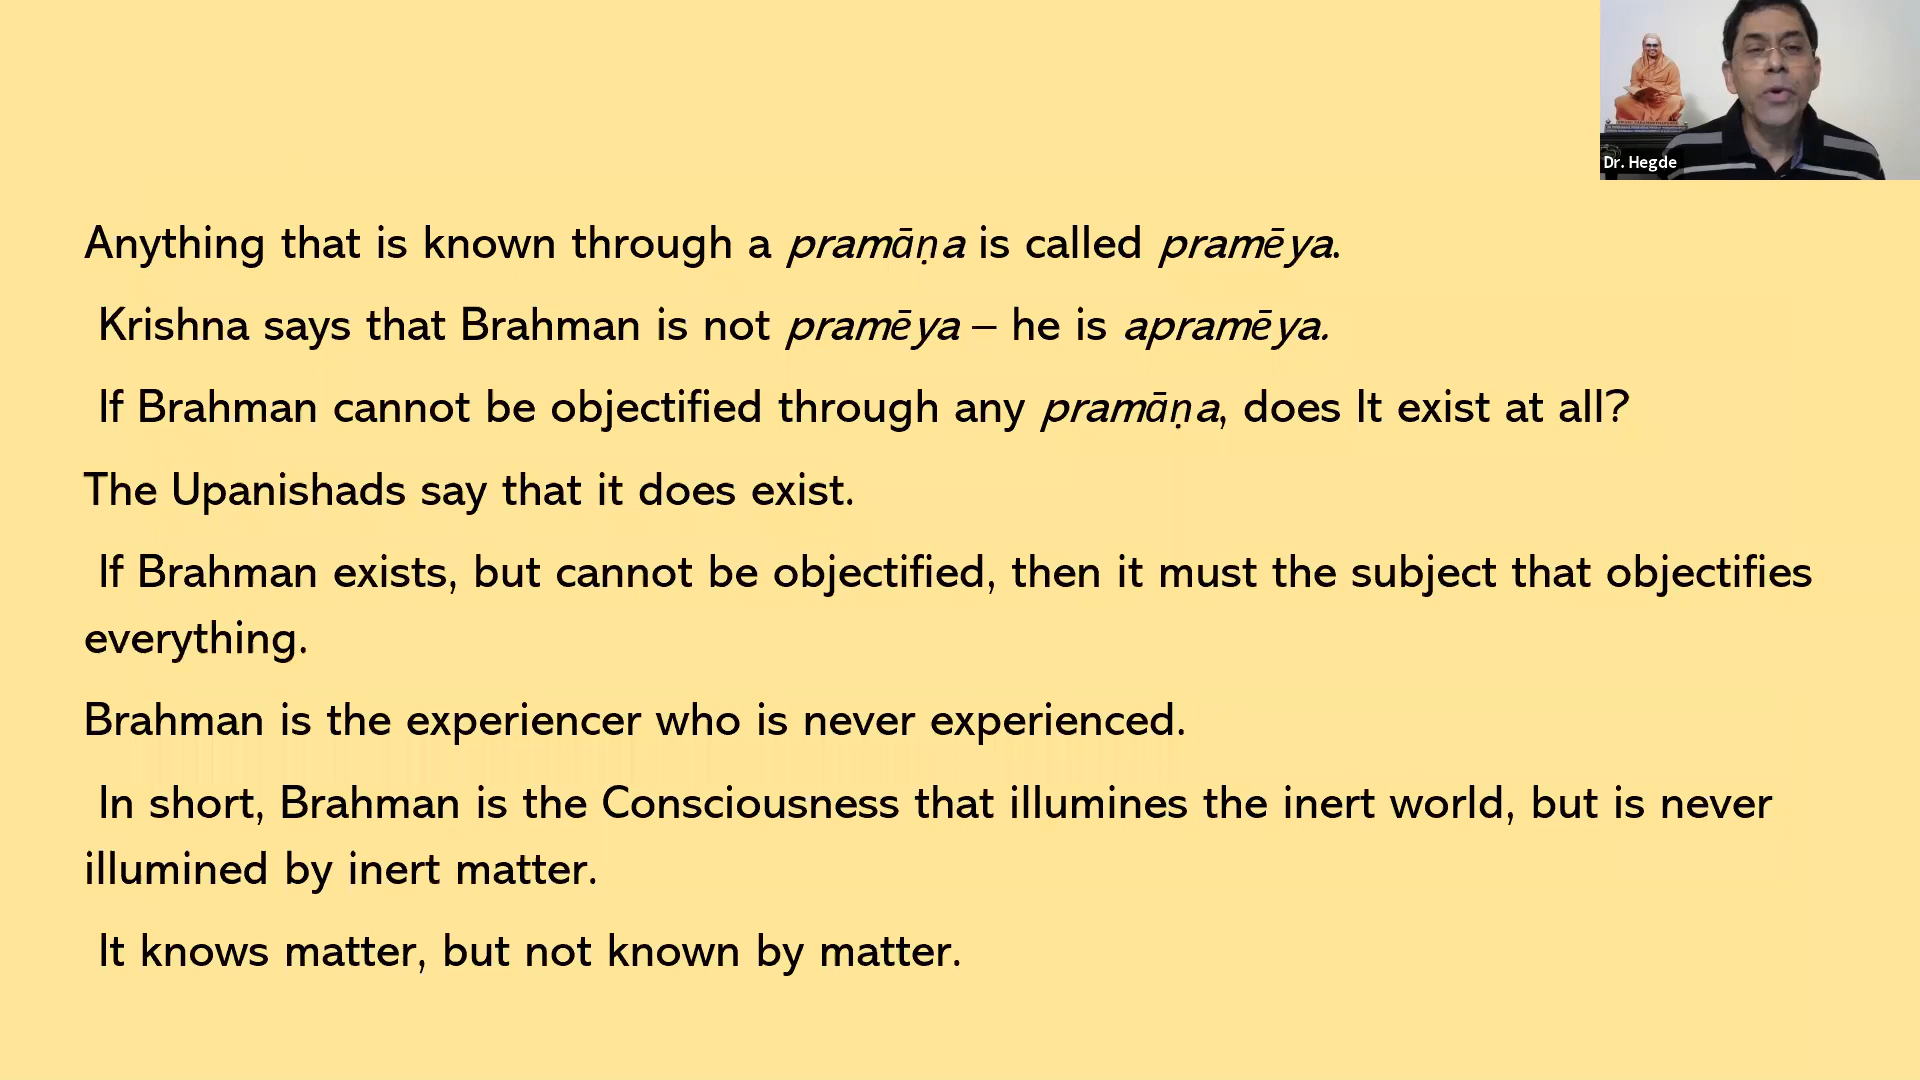 Dr. Hegde
Anything that is known through a pramāṇa is called pramēya.
Krishna says that Brahman is not pramēya – he is apramēya.
If Brahman cannot be objectified through any pramāṇa, does It exist at all?
The Upanishads say that it does exist.
If Brahman exists, but cannot be objectified, then it must the subject that objectifies
everything.
Brahman is the experiencer who is never experienced.
In short, Brahman is the Consciousness that illumines the inert world, but is never
illumined by inert matter.
It knows matter, but not known by matter.